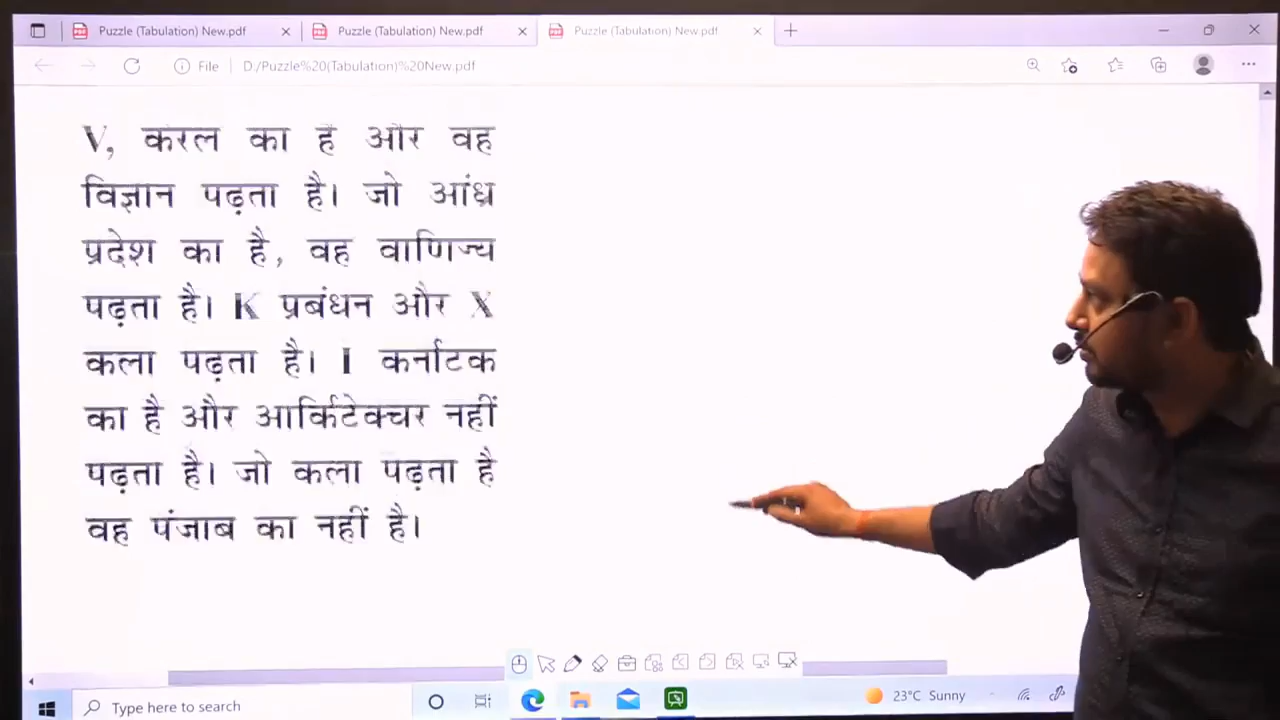 Puzzle (Tabulation) New.pdf
Puzzle (Tabulation) New.pdf
Puzzle (Tabulation) New.pdf
File D:/Puzzle%20(Tabulation)%20New.pdf
V, करल का है और वह
विज्ञान पढ़ता है। जो आंध्र
प्रदेश का है, वह वाणिज्य
पढ़ता है। K प्रबंधन और X
कला पढ़ता है। I कर्नाटक
का है और आर्किटेक्चर नहीं
पढ़ता है। जो कला पढ़ता है
वह पंजाब का नहीं है।
Type here to search
23°C Sunny